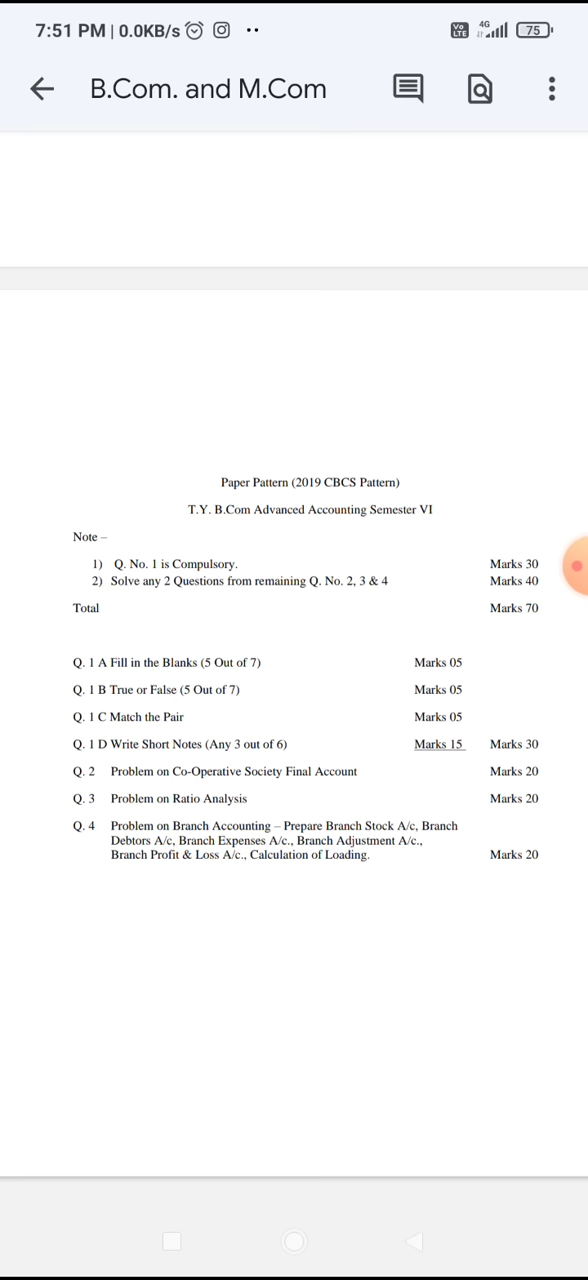 7:51 PM | 0.0KB/s
Vo LTE 4G 75
B.Com. and M.Com
Paper Pattern (2019 CBCS Pattern)
T.Y. B.Com Advanced Accounting Semester VI
Note –
1) Q. No. 1 is Compulsory. Marks 30
2) Solve any 2 Questions from remaining Q. No. 2, 3 & 4 Marks 40
Total Marks 70
Q. 1 A Fill in the Blanks (5 Out of 7) Marks 05
Q. 1 B True or False (5 Out of 7) Marks 05
Q. 1 C Match the Pair Marks 05
Q. 1 D Write Short Notes (Any 3 out of 6) Marks 15 Marks 30
Q. 2 Problem on Co-Operative Society Final Account Marks 20
Q. 3 Problem on Ratio Analysis Marks 20
Q. 4 Problem on Branch Accounting – Prepare Branch Stock A/c, Branch
Debtors A/c, Branch Expenses A/c., Branch Adjustment A/c.,
Branch Profit & Loss A/c., Calculation of Loading. Marks 20